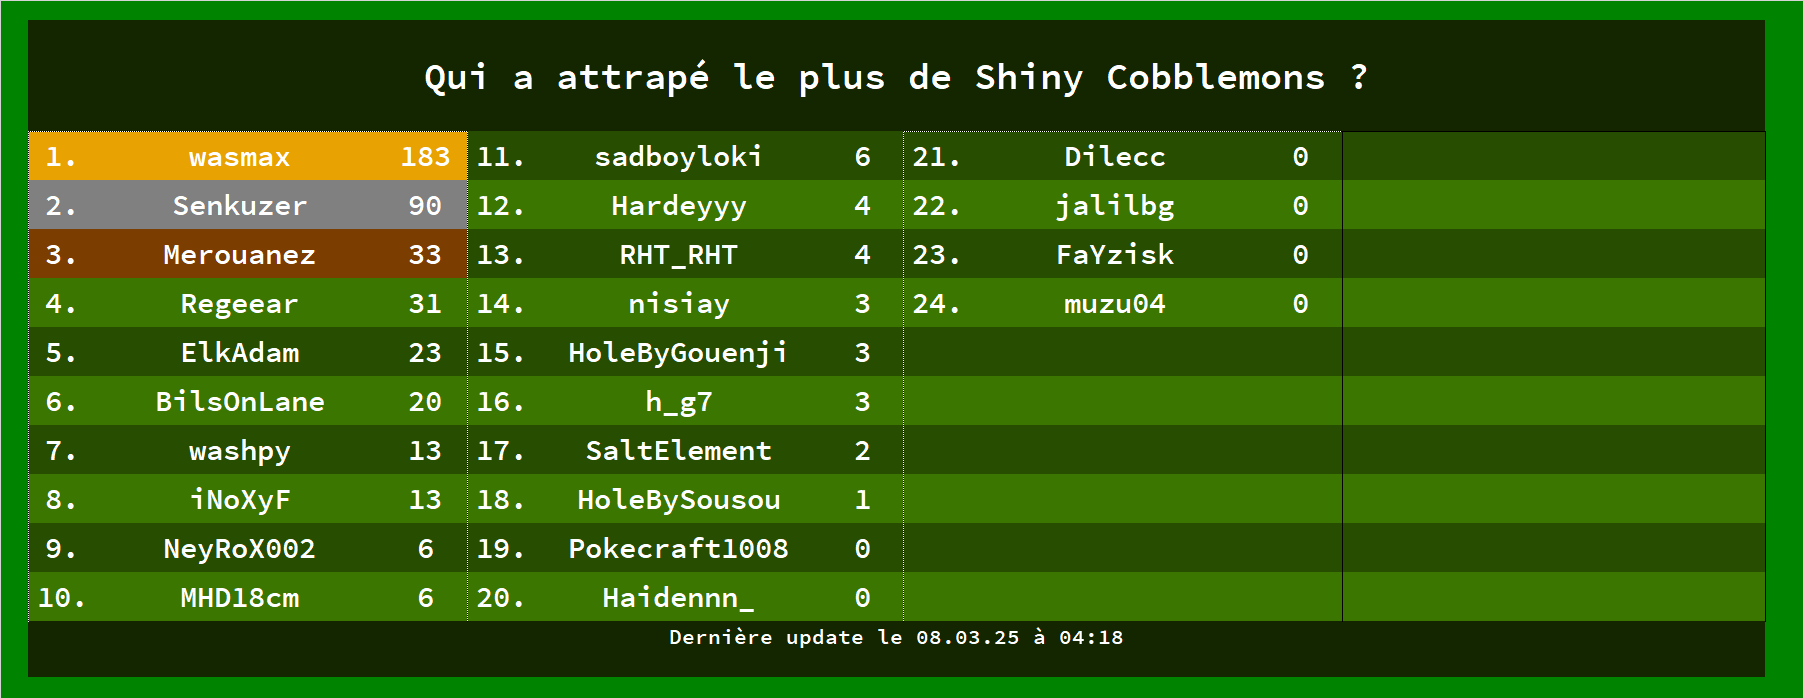 Qui a attrapé le plus de Shiny Cobblemons ?
1. wasmax 183
2. Senkuzer 90
3. Merouanez 33
4. Regeear 31
5. ElkAdam 23
6. BilsOnLane 20
7. washpy 13
8. iNoXyF 13
9. NeyRoX002 6
10. MHD18cm 6
11. sadboyloki 6
12. Hardeyyy 4
13. RHT_RHT 4
14. nisiay 3
15. HoleByGouenji 3
16. h_g7 3
17. SaltElement 2
18. HoleBySousou 1
19. Pokecraft1008 0
20. Haidennn_ 0
21. Dilecc 0
22. jalilbg 0
23. FaYzisk 0
24. muzu04 0
Dernière update le 08.03.25 à 04:18